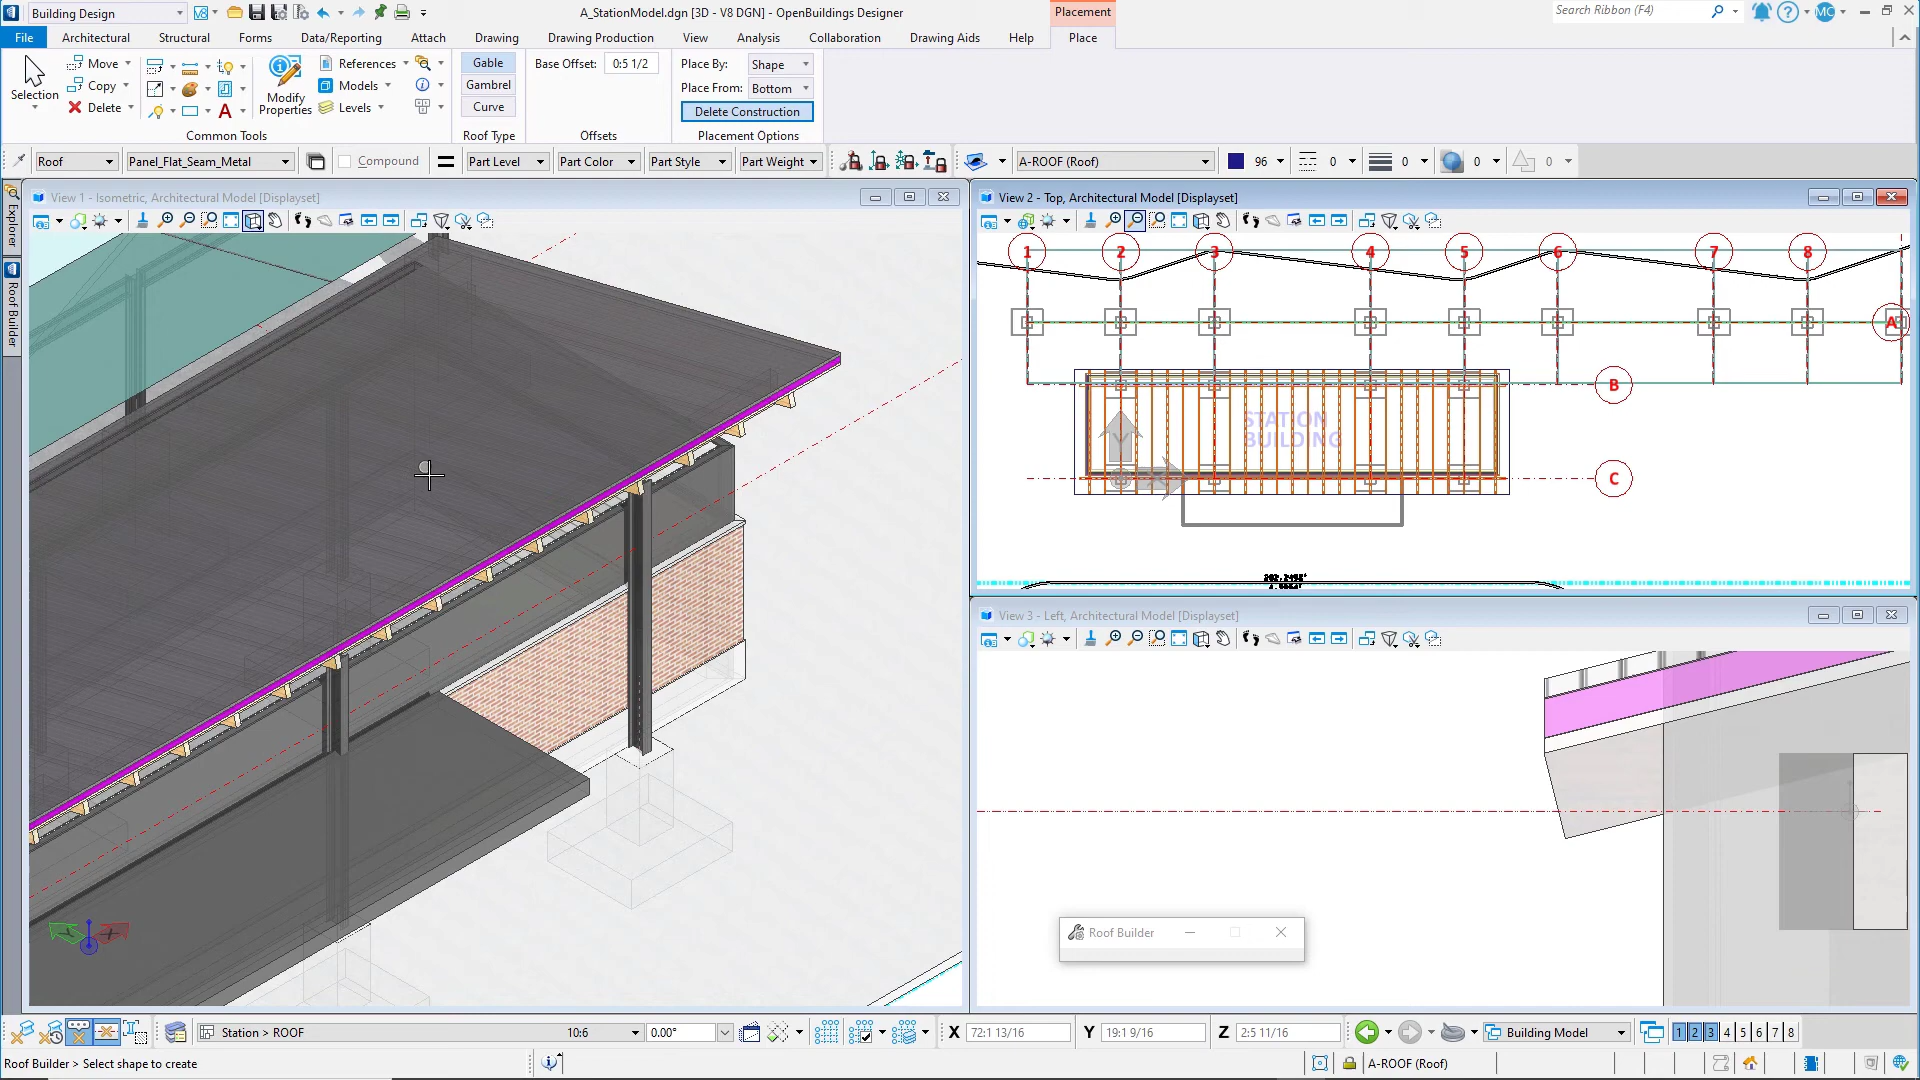 Building Design
A_StationModel.dgn [3D - V8 DGN] - OpenBuildings Designer
Placement
Search Ribbon (F4)
MC
File
Architectural
Structural
Forms
Data/Reporting
Attach
Drawing
Drawing Production
View
Analysis
Collaboration
Drawing Aids
Help
Place
Selection
Move
Copy
Delete
Modify
Properties
References
Models
Levels
Common Tools
Gable
Gambrel
Curve
Roof Type
Base Offset: 0:5 1/2
Offsets
Place By: Shape
Place From: Bottom
Delete Construction
Placement Options
Roof
Panel_Flat_Seam_Metal
Compound
Part Level
Part Color
Part Style
Part Weight
A-ROOF (Roof)
96
0
0
0
0
Explorer
Roof Builder
View 1 - Isometric, Architectural Model [Displayset]
View 2 - Top, Architectural Model [Displayset]
1 2 3 4 5 6 7 8
A
B
C
STATION
BUILDING
Y
X
View 3 - Left, Architectural Model [Displayset]
Roof Builder
Station > ROOF
10:6
0.00°
X 72:1 13/16
Y 19:1 9/16
Z 2:5 11/16
Building Model
1 2 3 4 5 6 7 8
Roof Builder > Select shape to create
A-ROOF (Roof)